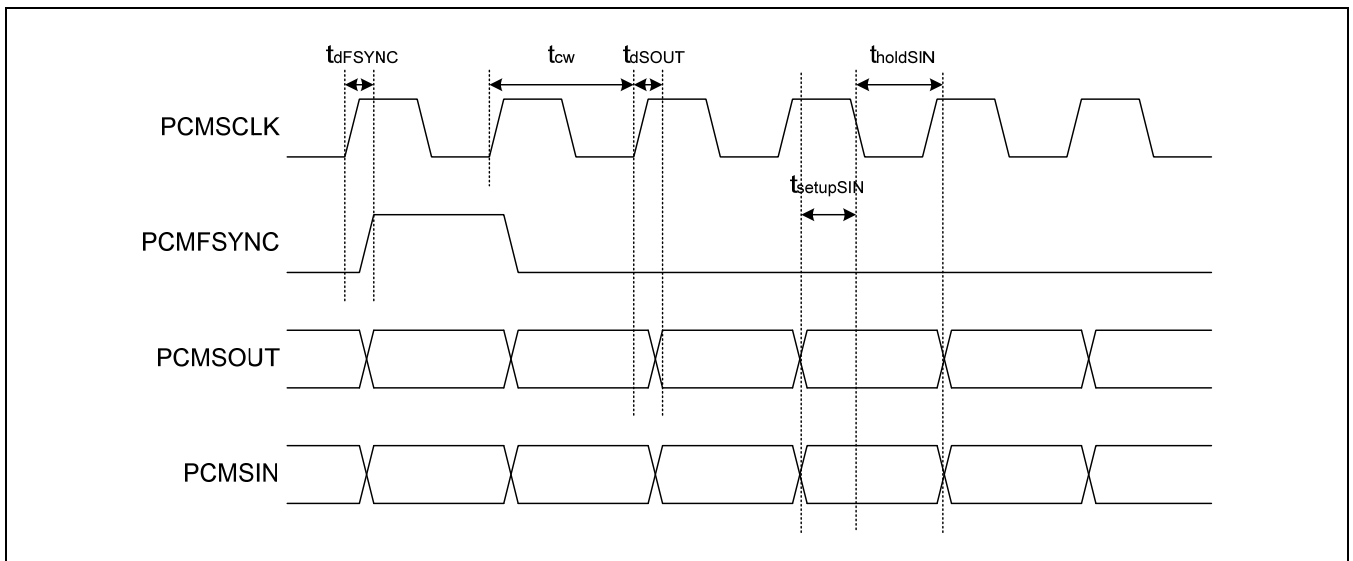 tdFSYNC tcw tdSOUT tholdSIN
PCMSCLK
tsetupSIN
PCMFSYNC
PCMSOUT
PCMSIN